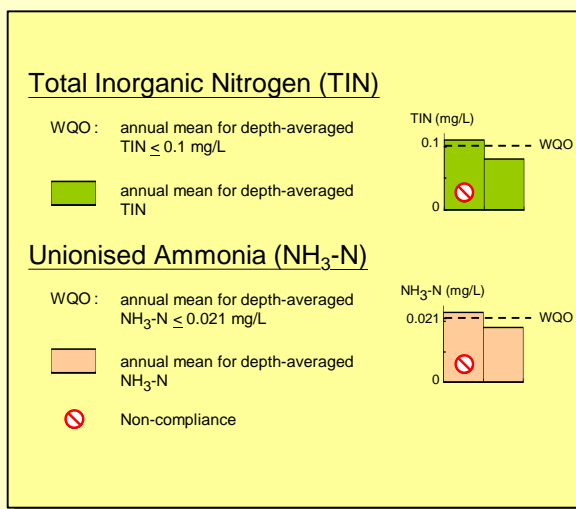 Total Inorganic Nitrogen (TIN)
WQO : annual mean for depth-averaged
TIN ≤ 0.1 mg/L
TIN (mg/L)
0.1
WQO
0
annual mean for depth-averaged
TIN
Unionised Ammonia (NH₃-N)
WQO : annual mean for depth-averaged
NH₃-N ≤ 0.021 mg/L
NH₃-N (mg/L)
0.021
WQO
0
annual mean for depth-averaged
NH₃-N
Non-compliance